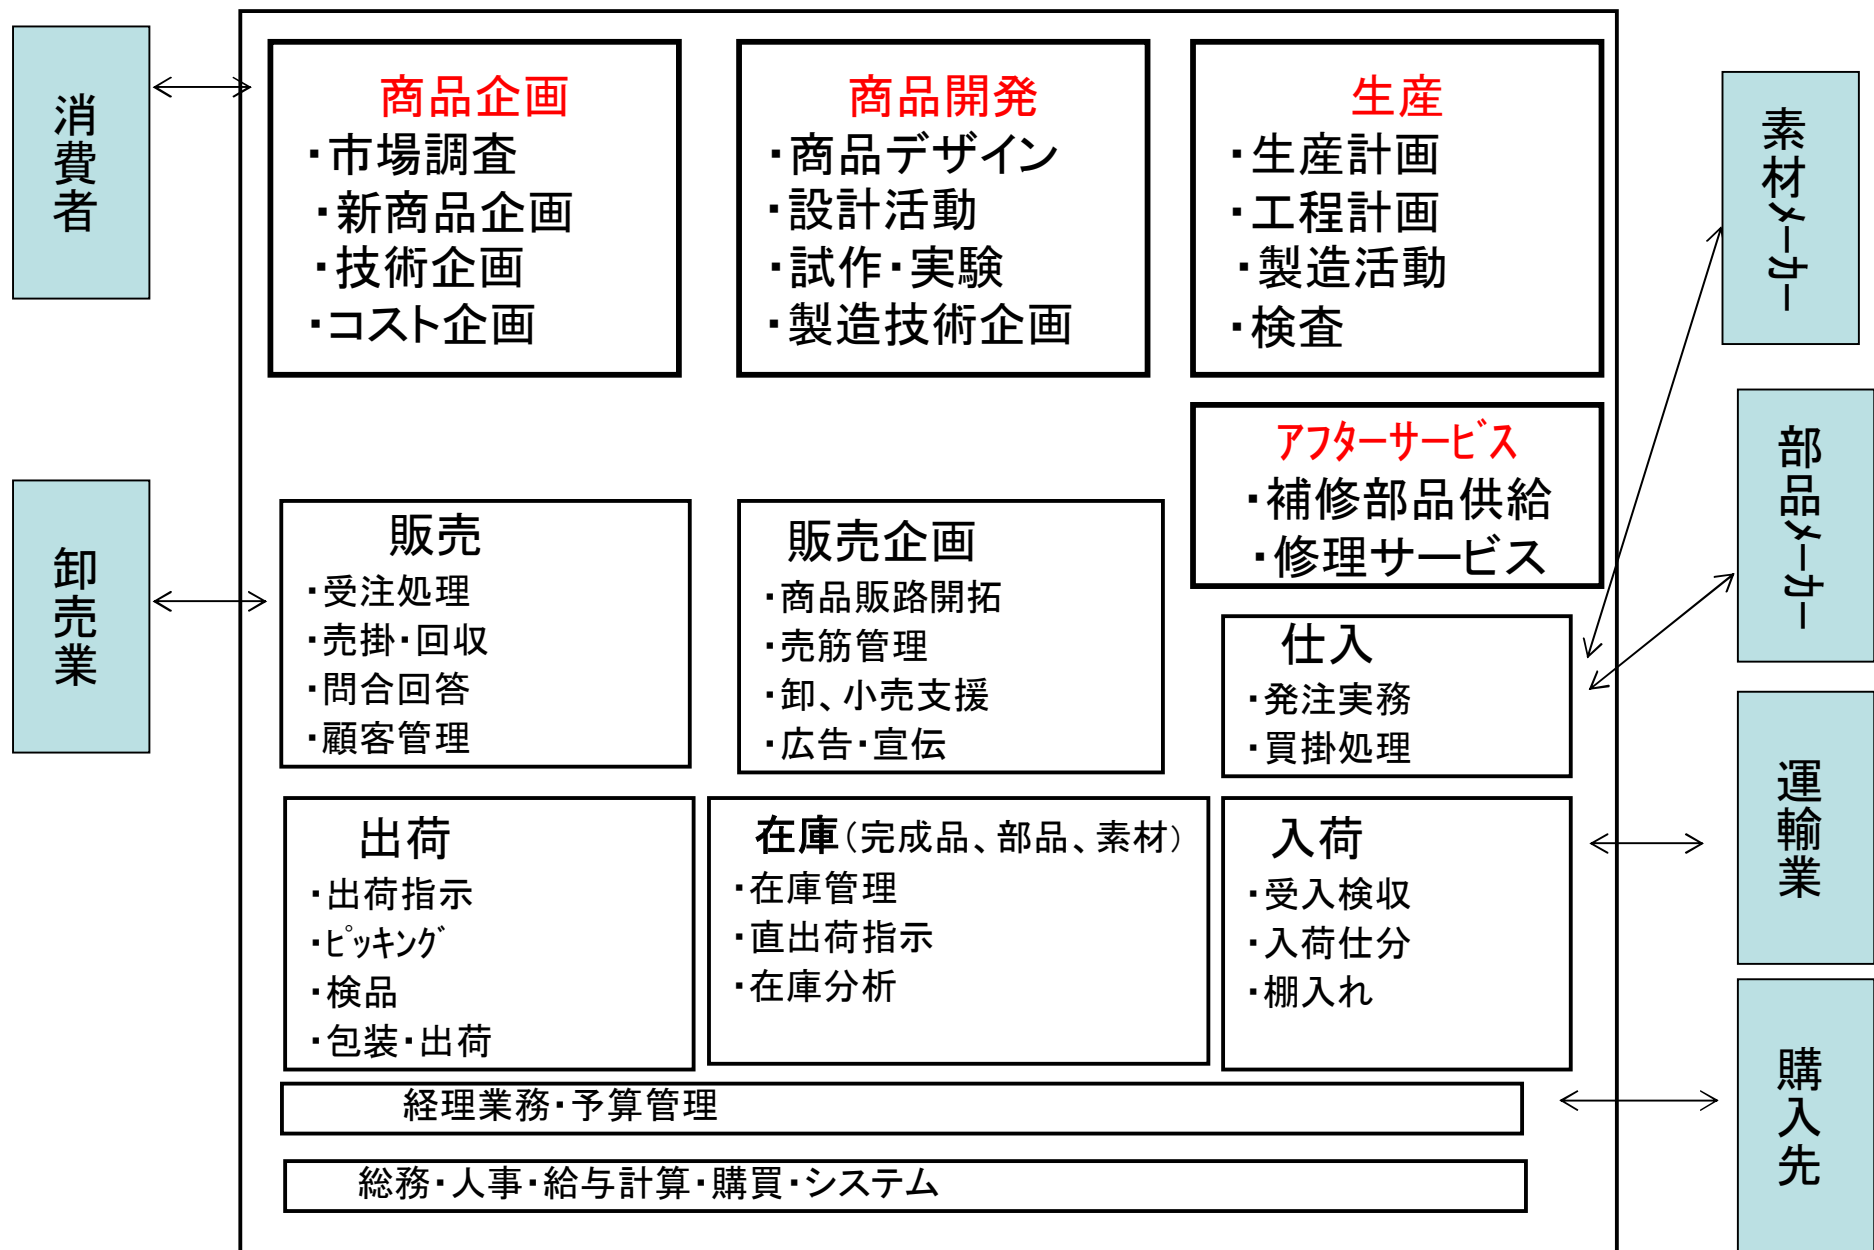 消費者
卸売業
商品企画
・市場調査
・新商品企画
・技術企画
・コスト企画
商品開発
・商品デザイン
・設計活動
・試作・実験
・製造技術企画
生産
・生産計画
・工程計画
・製造活動
・検査
アフターサービス
・補修部品供給
・修理サービス
販売
・受注処理
・売掛・回収
・問合回答
・顧客管理
販売企画
・商品販路開拓
・売筋管理
・卸、小売支援
・広告・宣伝
仕入
・発注実務
・買掛処理
出荷
・出荷指示
・ピッキング
・検品
・包装・出荷
在庫（完成品、部品、素材）
・在庫管理
・直出荷指示
・在庫分析
入荷
・受入検収
・入荷仕分
・棚入れ
経理業務・予算管理
総務・人事・給与計算・購買・システム
素材メーカー
部品メーカー
運輸業
購入先